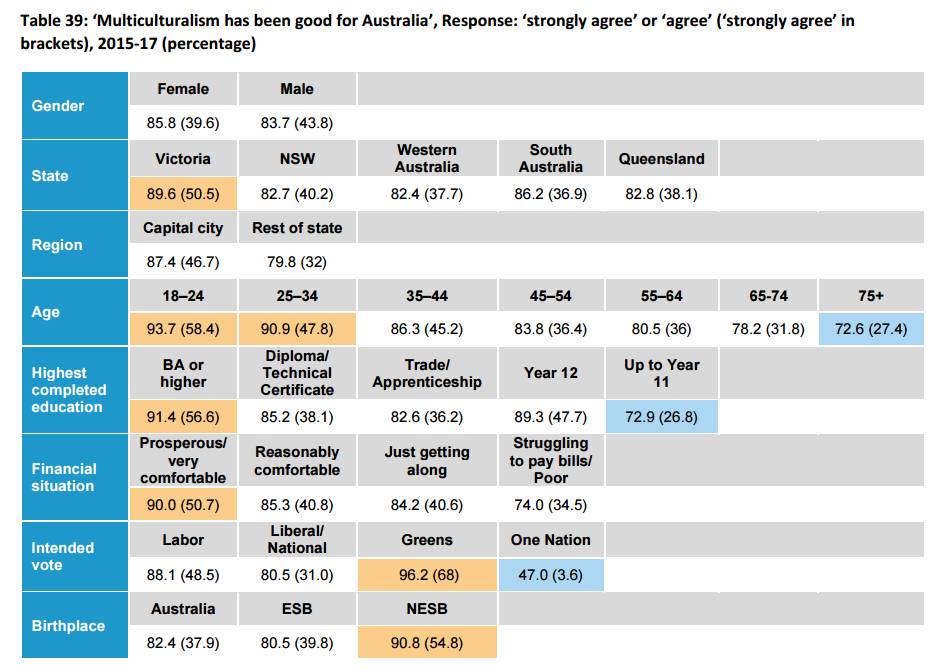 Table 39: ‘Multiculturalism has been good for Australia’, Response: ‘strongly agree’ or ‘agree’ (‘strongly agree’ in
brackets), 2015-17 (percentage)
Gender
Female Male
85.8 (39.6) 83.7 (43.8)
State
Victoria NSW Western Australia South Australia Queensland
89.6 (50.5) 82.7 (40.2) 82.4 (37.7) 86.2 (36.9) 82.8 (38.1)
Region
Capital city Rest of state
87.4 (46.7) 79.8 (32)
Age
18–24 25–34 35–44 45–54 55–64 65-74 75+
93.7 (58.4) 90.9 (47.8) 86.3 (45.2) 83.8 (36.4) 80.5 (36) 78.2 (31.8) 72.6 (27.4)
Highest
completed
education
BA or higher Diploma/ Technical Certificate Trade/ Apprenticeship Year 12 Up to Year 11
91.4 (56.6) 85.2 (38.1) 82.6 (36.2) 89.3 (47.7) 72.9 (26.8)
Financial
situation
Prosperous/ very comfortable Reasonably comfortable Just getting along Struggling to pay bills/ Poor
90.0 (50.7) 85.3 (40.8) 84.2 (40.6) 74.0 (34.5)
Intended
vote
Labor Liberal/ National Greens One Nation
88.1 (48.5) 80.5 (31.0) 96.2 (68) 47.0 (3.6)
Birthplace
Australia ESB NESB
82.4 (37.9) 80.5 (39.8) 90.8 (54.8)